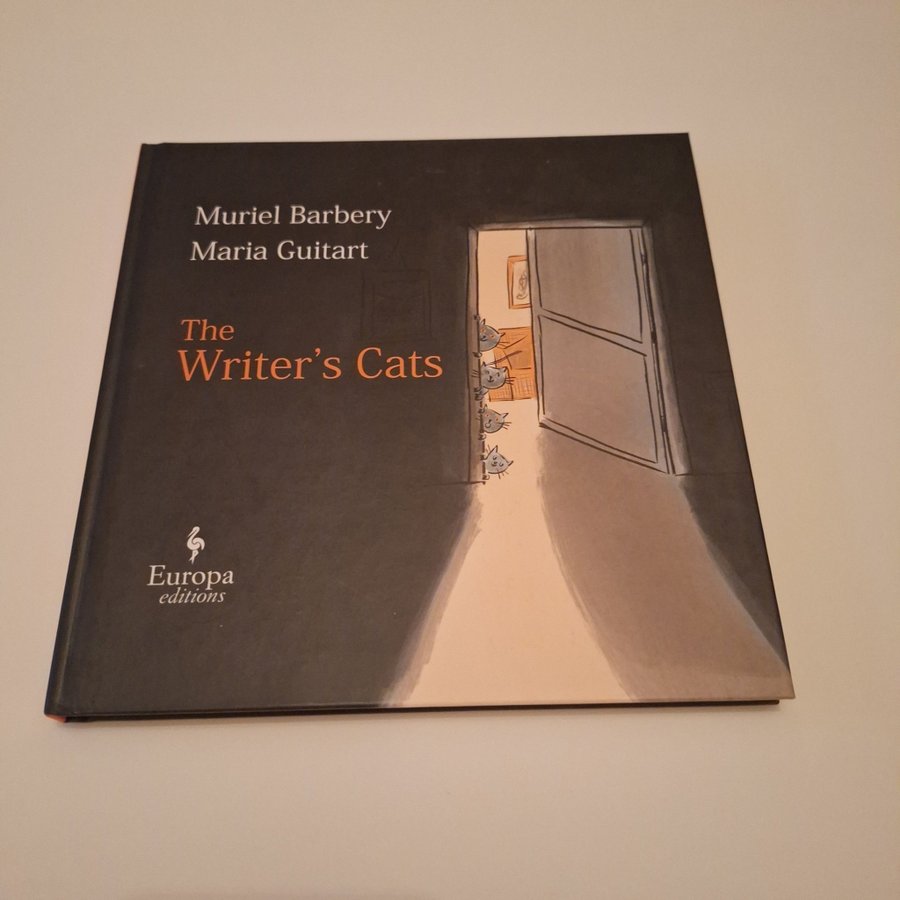 Muriel Barbery
Maria Guitart
The
Writer's Cats
Europa
editions